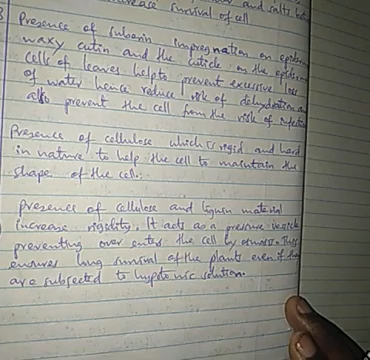 increase survival of cell and salts
Presence of suberin impregnation on epidermal
waxy cutin and the cuticle on the epidermal
cells of leaves helps prevent excessive loss
of water hence reduce risk of dehydration and
also prevent the cell from the risk of infection
Presence of cellulose which is rigid and hard
in nature to help the cell to maintain the
shape of the cell.
Presence of cellulose and lignin material
increase rigidity. It acts as a pressure vessels
preventing over enter the cell by osmosis. This
ensures long survival of the plants even if they
are subsected to hypotonic solution.